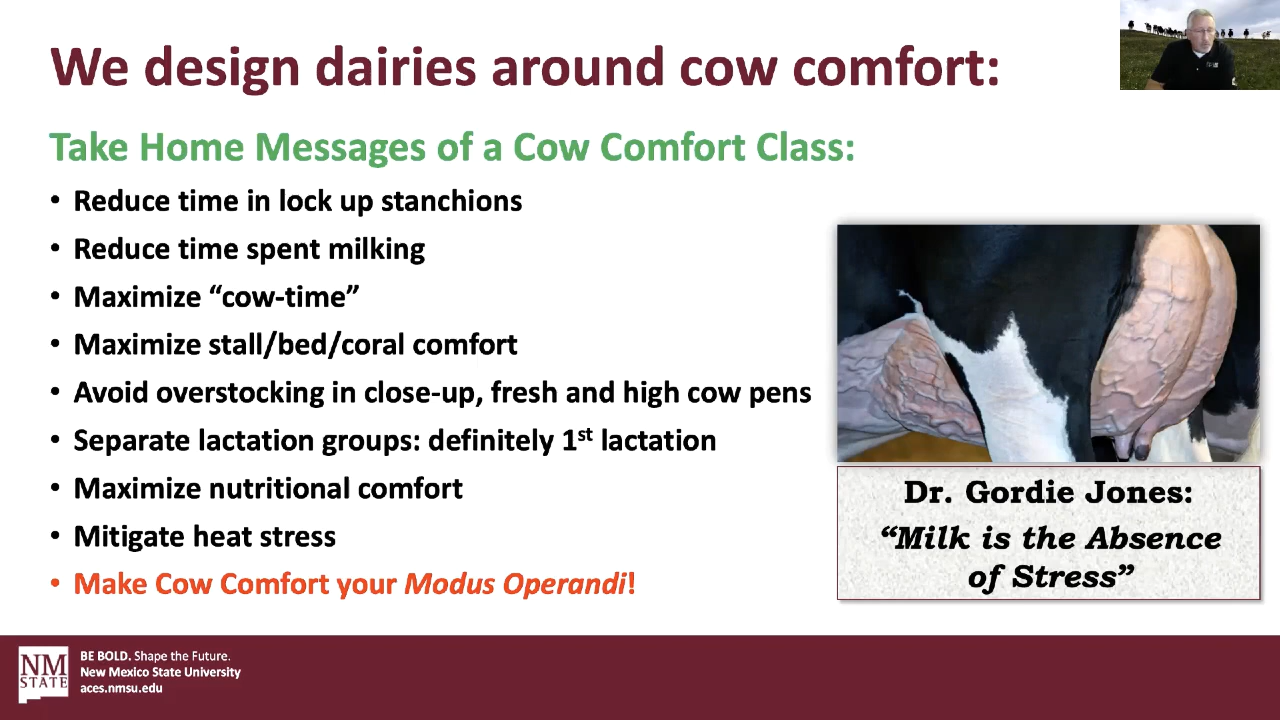 We design dairies around cow comfort:
Take Home Messages of a Cow Comfort Class:
• Reduce time in lock up stanchions
• Reduce time spent milking
• Maximize “cow-time”
• Maximize stall/bed/coral comfort
• Avoid overstocking in close-up, fresh and high cow pens
• Separate lactation groups: definitely 1st lactation
• Maximize nutritional comfort
• Mitigate heat stress
• Make Cow Comfort your Modus Operandi!
Dr. Gordie Jones:
“Milk is the Absence
of Stress”
NM
STATE
BE BOLD. Shape the Future.
New Mexico State University
aces.nmsu.edu